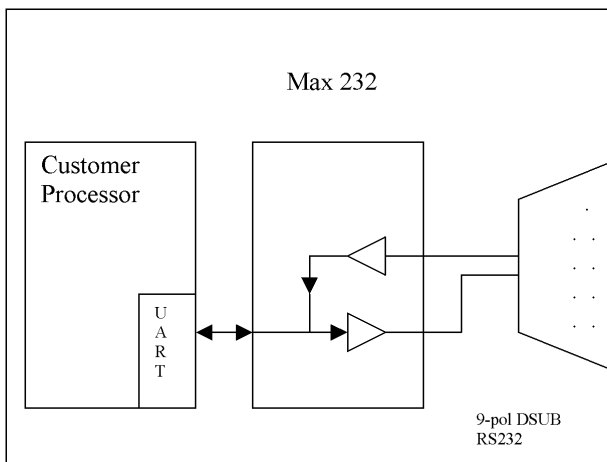 Max 232
Customer
Processor
U
A
R
T
9-pol DSUB
RS232